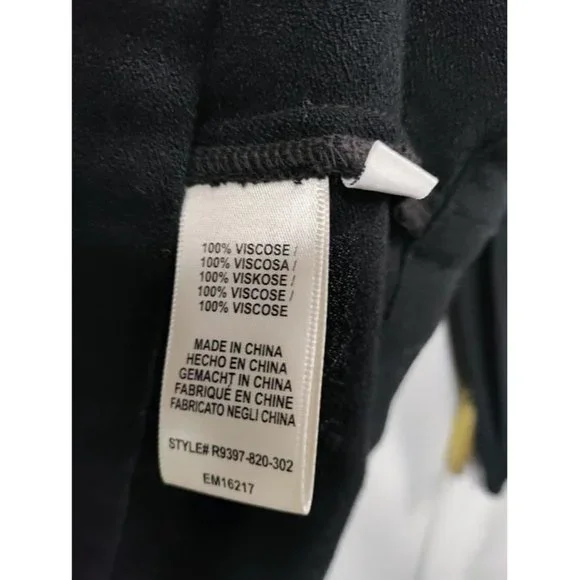 100% VISCOSE /
100% VISCOSA /
100% VISKOSE /
100% VISCOSE /
100% VISCOSE
MADE IN CHINA
HECHO EN CHINA
GEMACHT IN CHINA
FABRIQUÉ EN CHINE
FABRICATO NEGLI CHINA
STYLE# R9397-820-302
EM16217